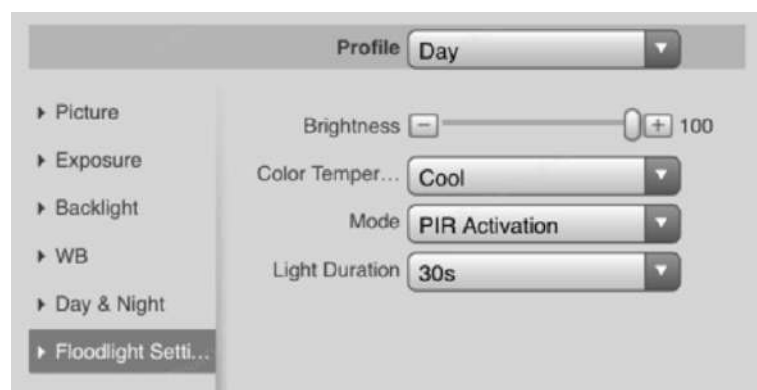 Profile Day
Picture
Exposure
Backlight
WB
Day & Night
Floodlight Setti...
Brightness - + 100
Color Temper... Cool
Mode PIR Activation
Light Duration 30s